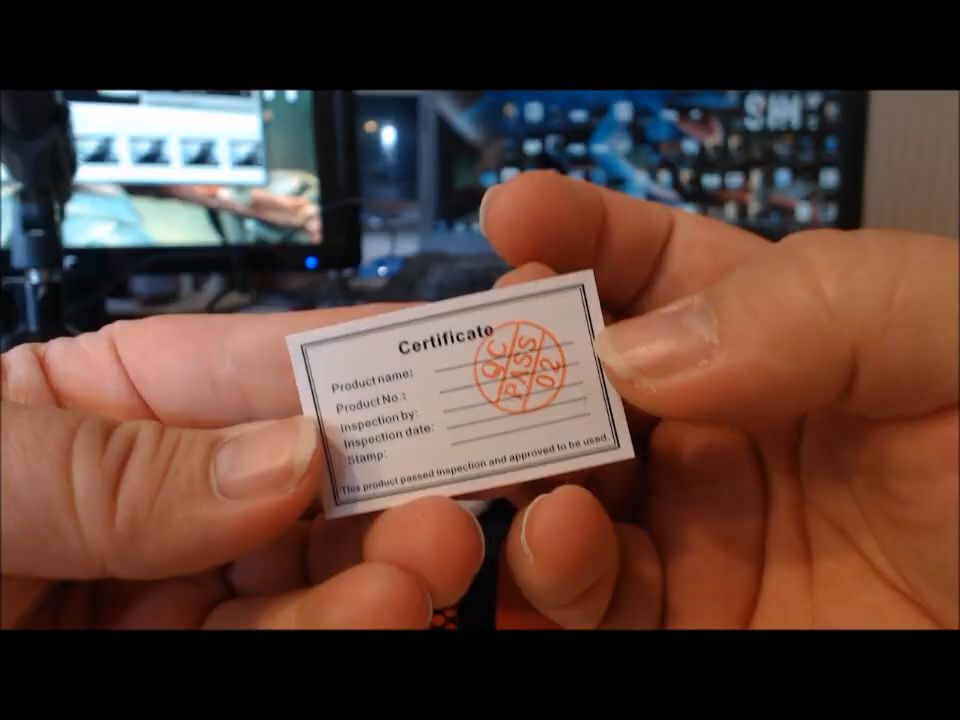 Certificate
Product name:
Product No.:
Inspection by:
Inspection date:
Stamp:
This product passed inspection and approved to be used.
QC
PASS
02